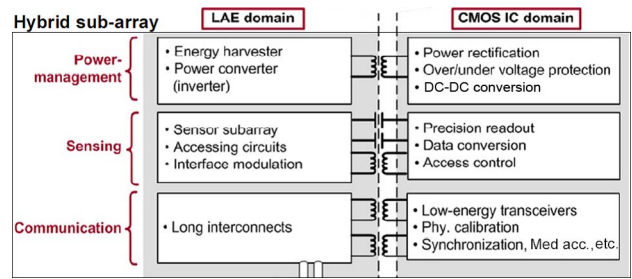 Hybrid sub-array
LAE domain
CMOS IC domain
Power-
management
• Energy harvester
• Power converter
(inverter)
• Power rectification
• Over/under voltage protection
• DC-DC conversion
Sensing
• Sensor subarray
• Accessing circuits
• Interface modulation
• Precision readout
• Data conversion
• Access control
Communication
• Long interconnects
• Low-energy transceivers
• Phy. calibration
• Synchronization, Med acc.,etc.